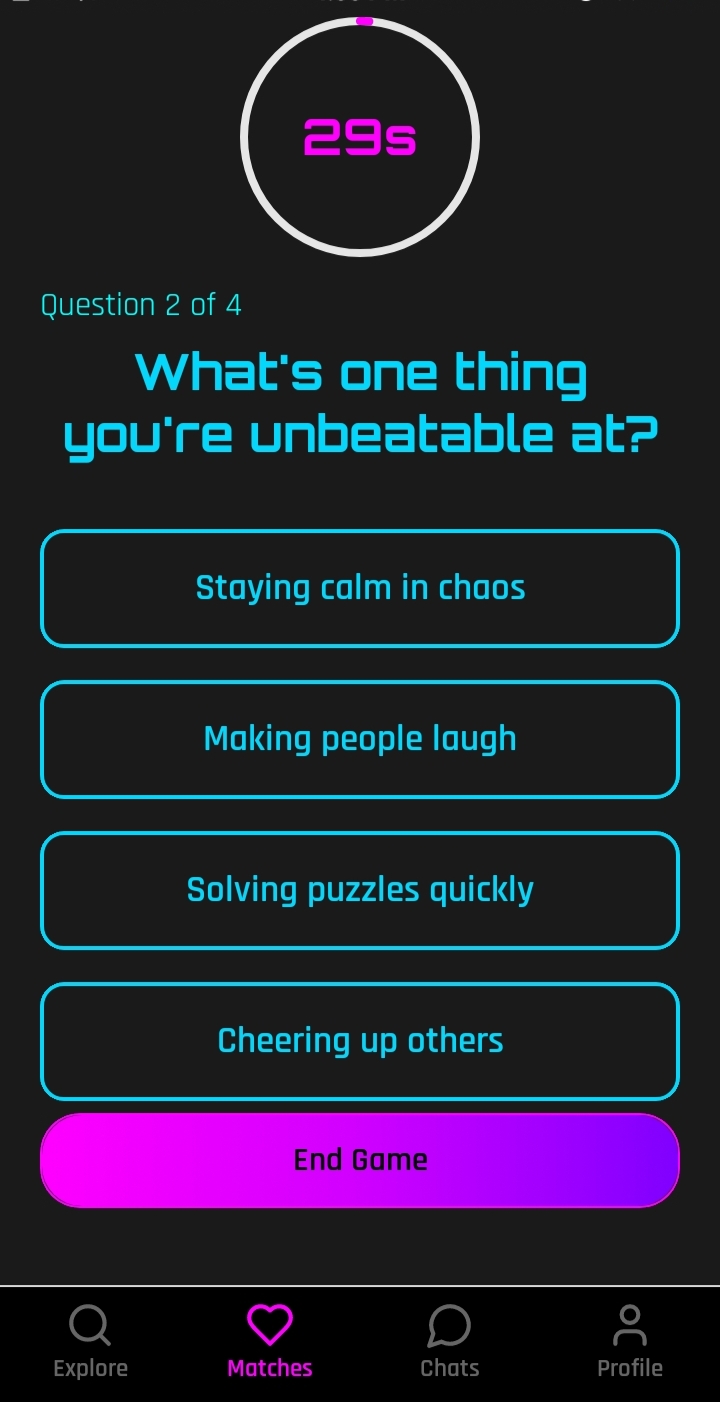 29s
Question 2 of 4
What's one thing
you're unbeatable at?
Staying calm in chaos
Making people laugh
Solving puzzles quickly
Cheering up others
End Game
Explore
Matches
Chats
Profile